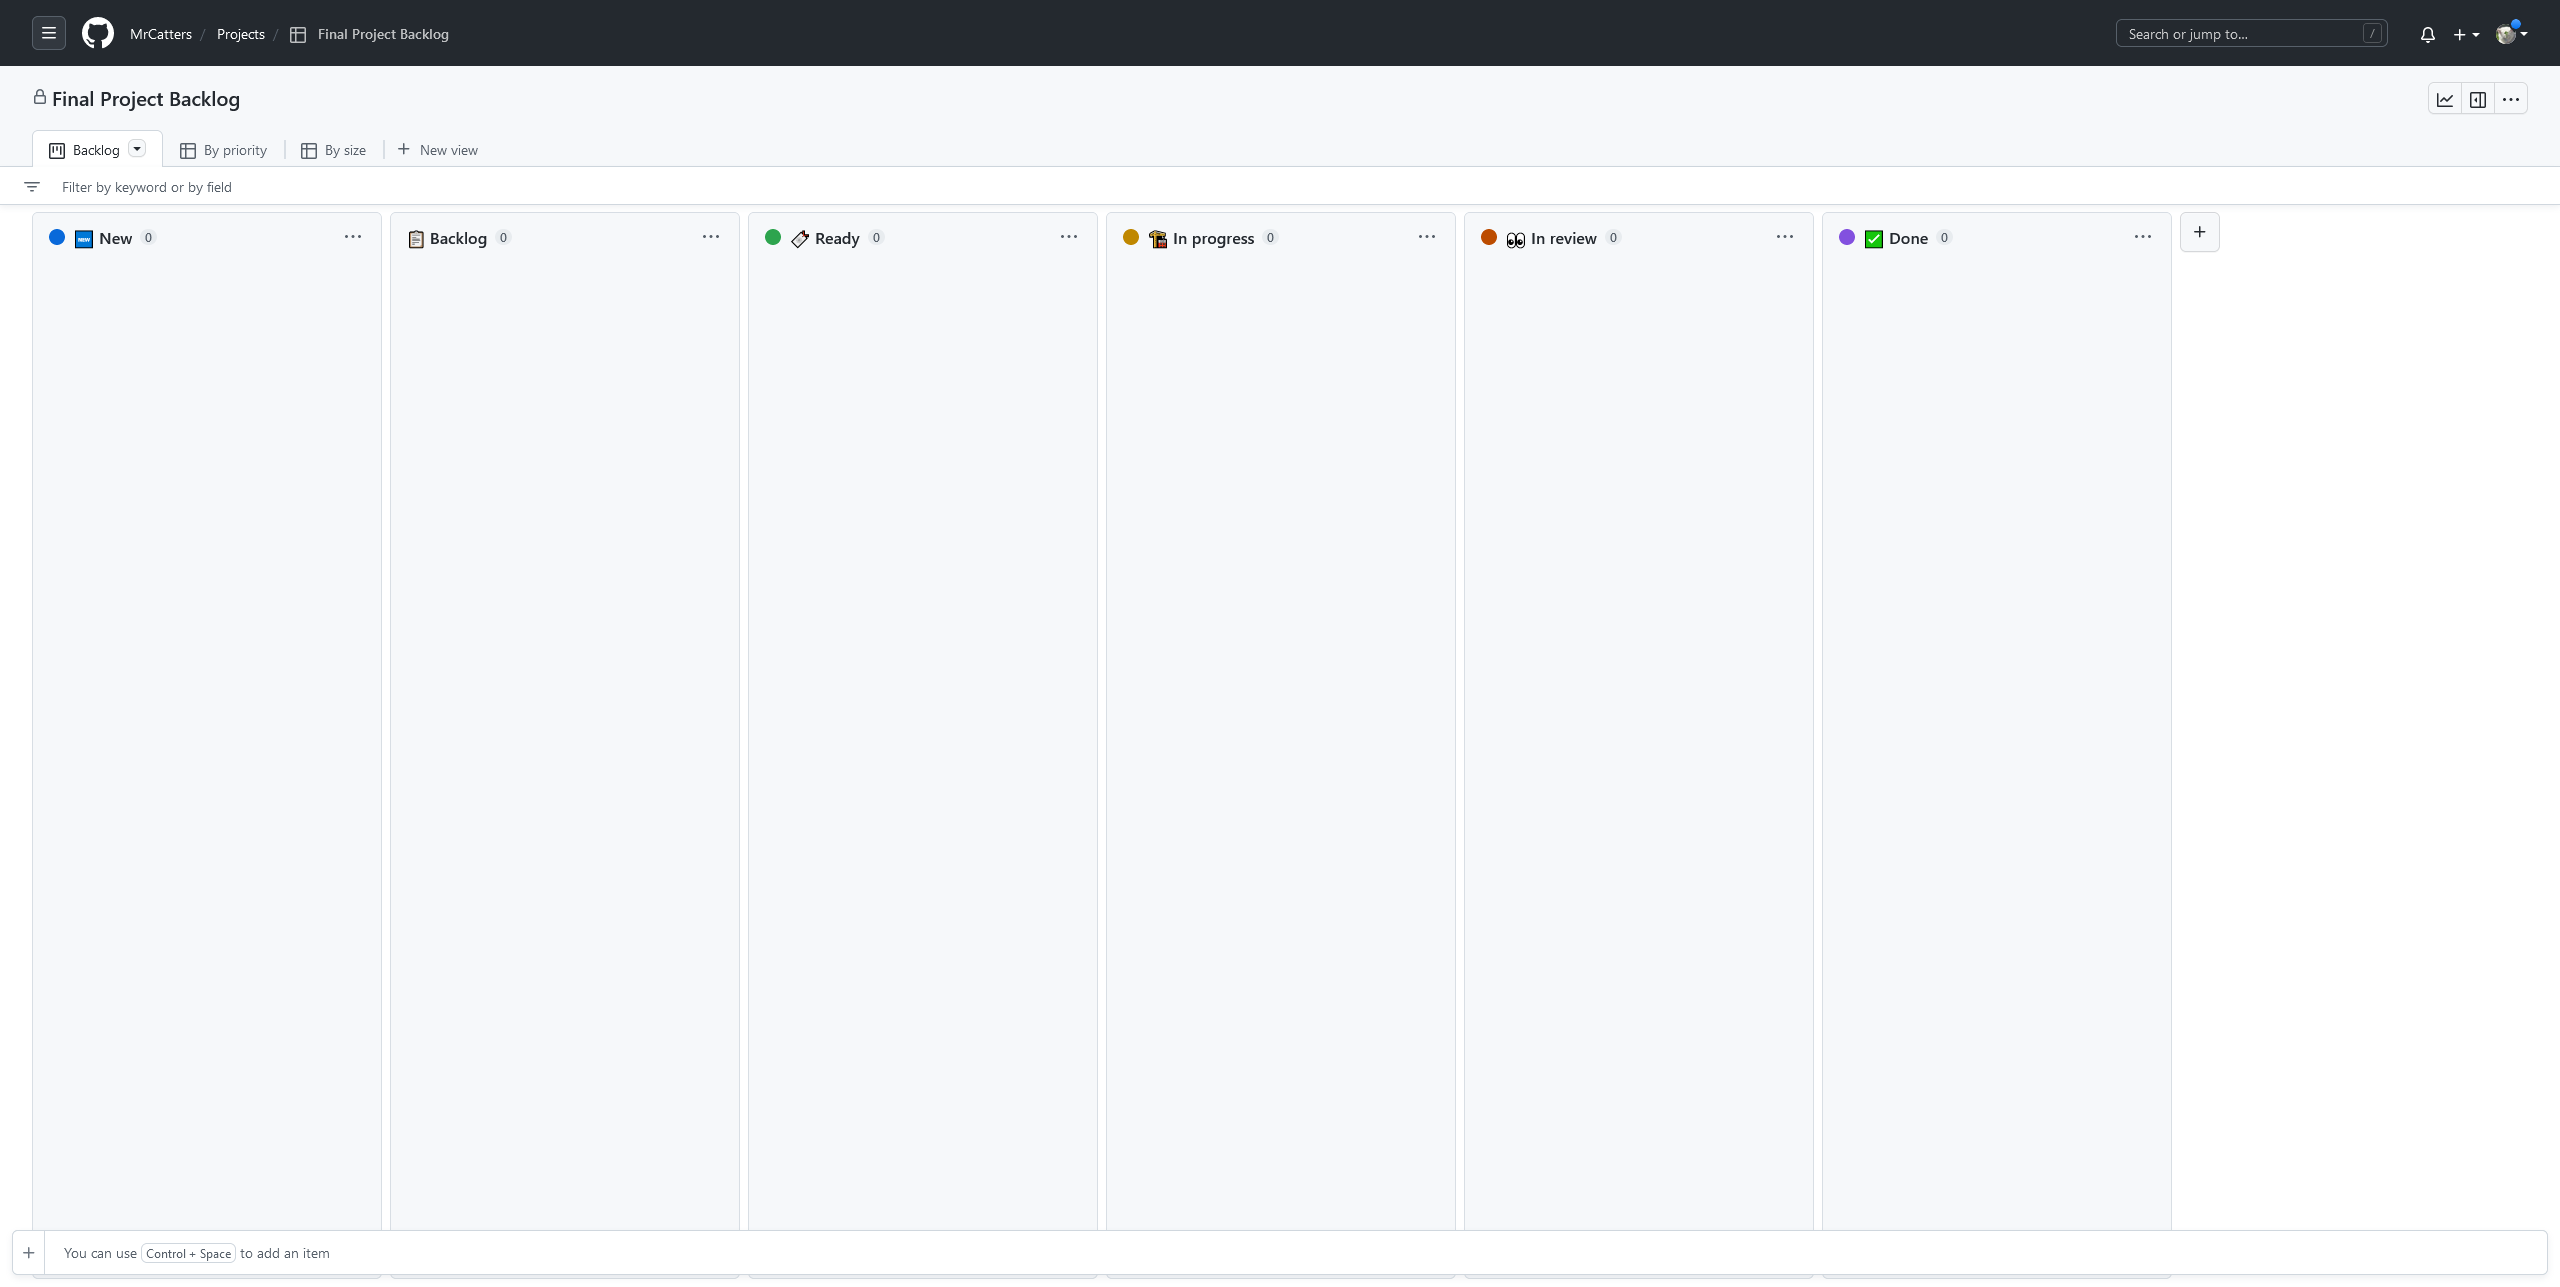 MrCatters / Projects / Final Project Backlog
Search or jump to... /
Final Project Backlog
Backlog By priority By size New view
Filter by keyword or by field
NEW New 0 Backlog 0 Ready 0 In progress 0 In review 0 Done 0
You can use Control + Space to add an item